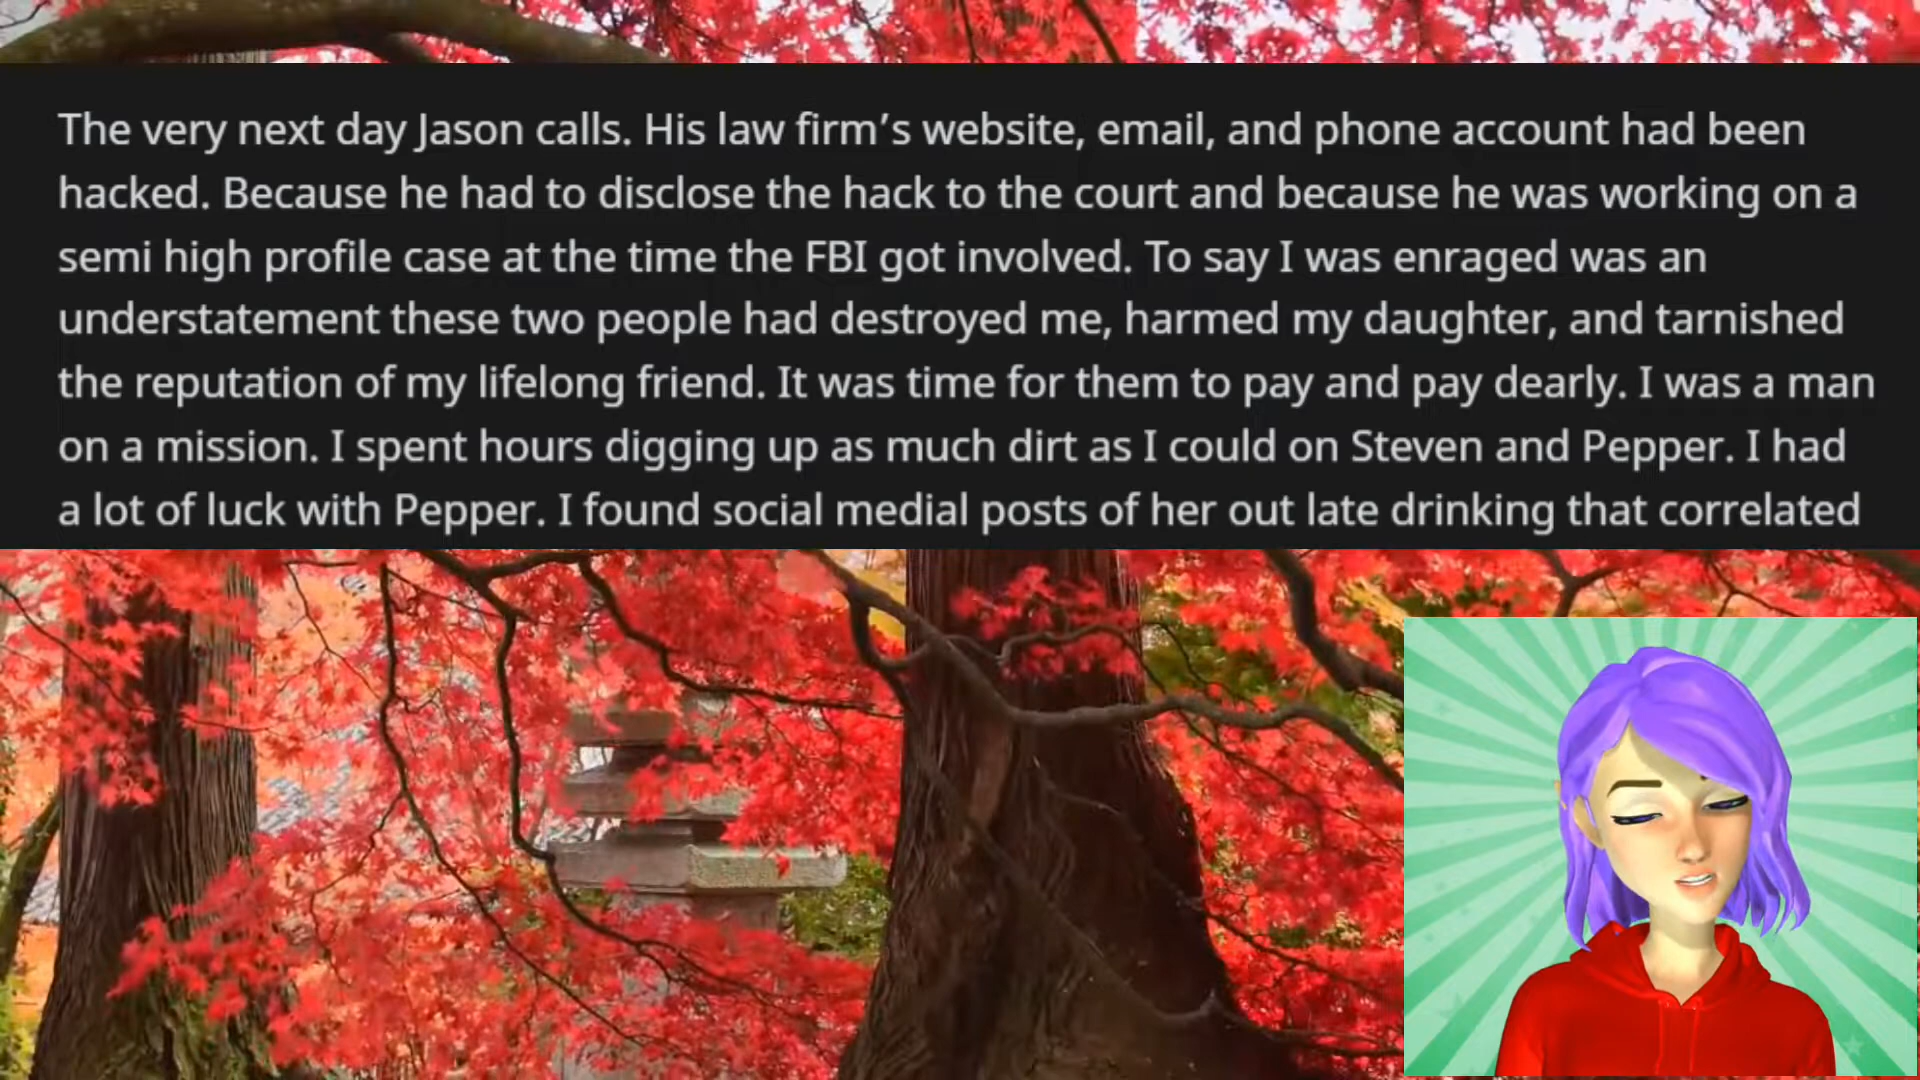 The very next day Jason calls. His law firm’s website, email, and phone account had been
hacked. Because he had to disclose the hack to the court and because he was working on a
semi high profile case at the time the FBI got involved. To say I was enraged was an
understatement these two people had destroyed me, harmed my daughter, and tarnished
the reputation of my lifelong friend. It was time for them to pay and pay dearly. I was a man
on a mission. I spent hours digging up as much dirt as I could on Steven and Pepper. I had
a lot of luck with Pepper. I found social medial posts of her out late drinking that correlated